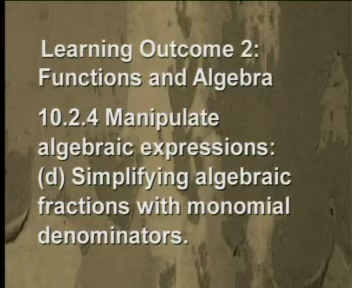 Learning Outcome 2:
Functions and Algebra
10.2.4 Manipulate
algebraic expressions:
(d) Simplifying algebraic
fractions with monomial
denominators.